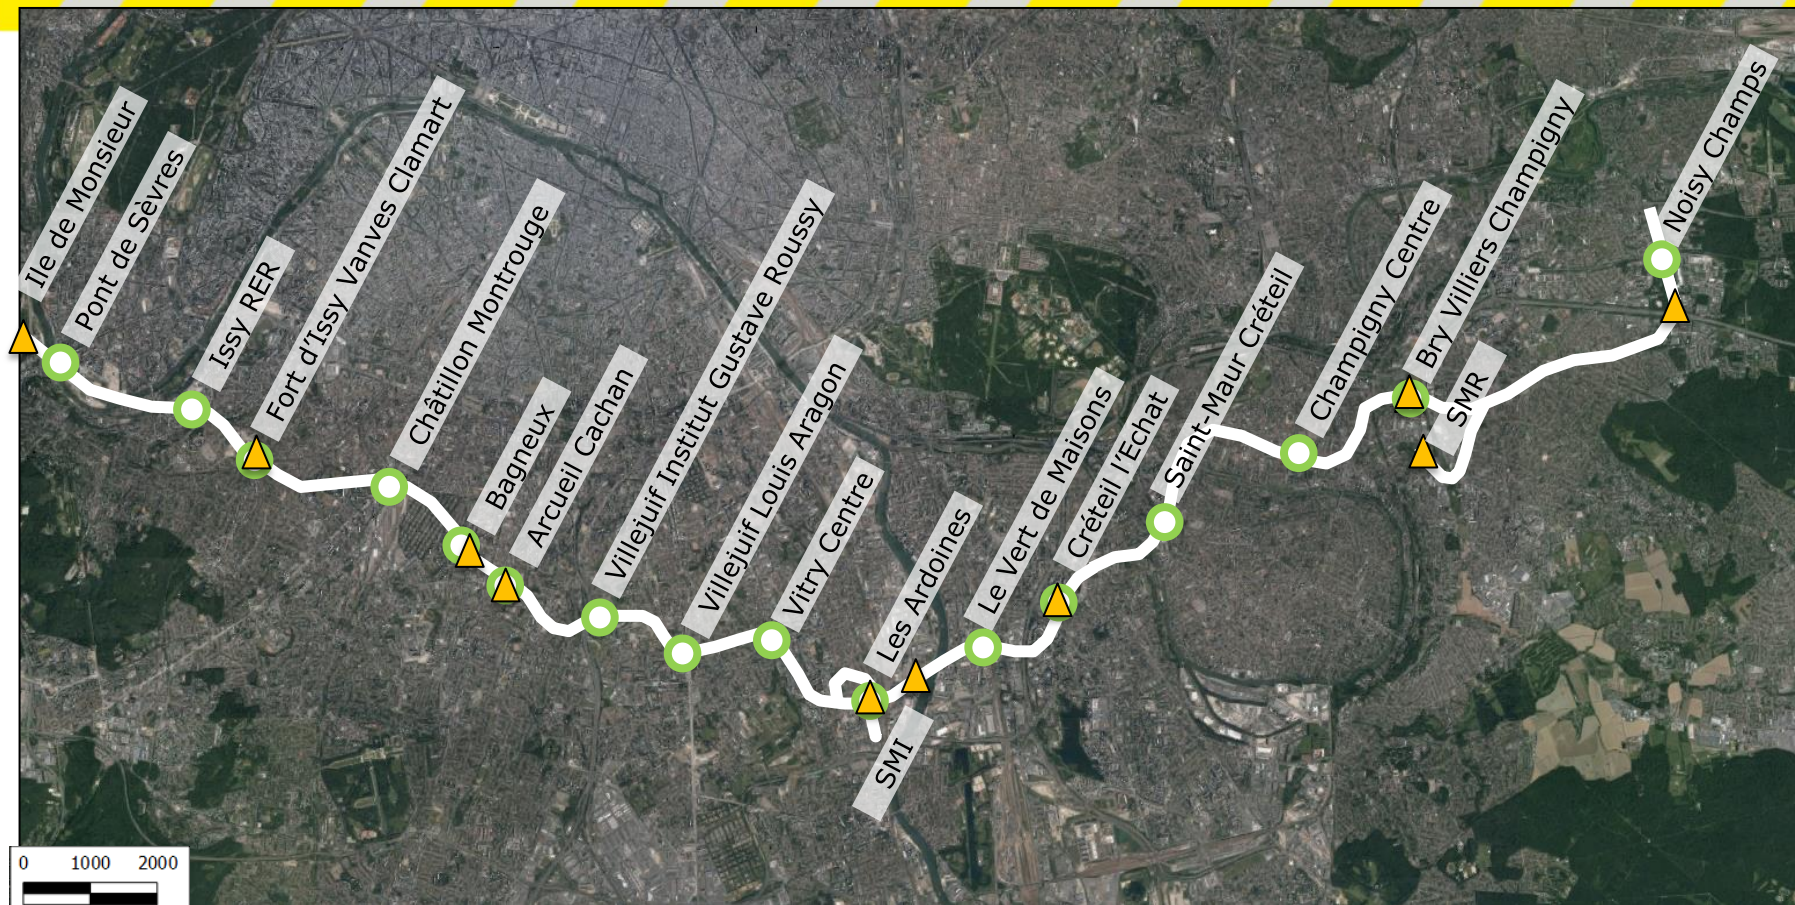 Ile de Monsieur
Pont de Sèvres
Issy RER
Fort d'Issy Vanves Clamart
Châtillon Montrouge
Bagneux
Arcueil Cachan
Villejuif Institut Gustave Roussy
Villejuif Louis Aragon
Vitry Centre
Les Ardoines
SMI
Le Vert de Maisons
Créteil l'Echat
Saint-Maur Créteil
Champigny Centre
Bry Villiers Champigny
SMR
Noisy Champs
0 1000 2000